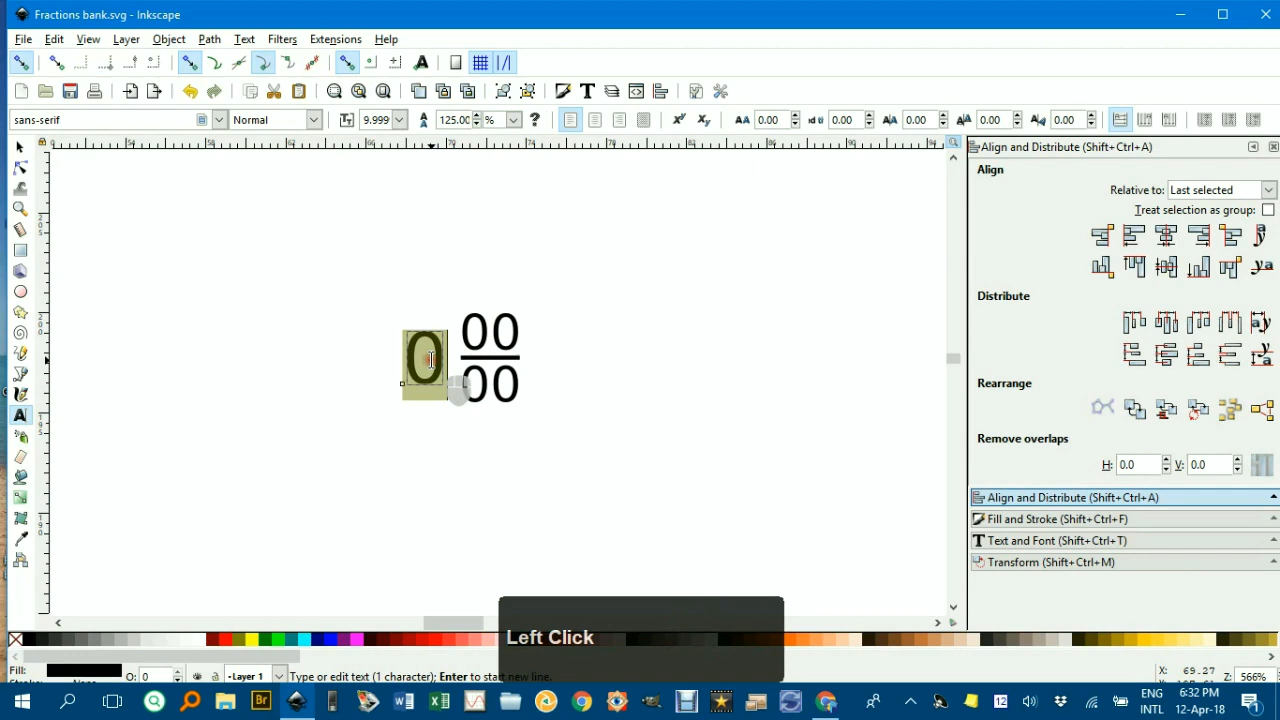 Fractions bank.svg - Inkscape
File Edit View Layer Object Path Text Filters Extensions Help
sans-serif Normal 9.999 125.00 % 0.00 0.00 0.00 0.00 0.00
Align and Distribute (Shift+Ctrl+A)
Align
Relative to: Last selected
Treat selection as group:
Distribute
Rearrange
Remove overlaps
H: 0.0 V: 0.0
Align and Distribute (Shift+Ctrl+A)
Fill and Stroke (Shift+Ctrl+F)
Text and Font (Shift+Ctrl+T)
Transform (Shift+Ctrl+M)
00
0
00
Left Click
Fill:
O: 0 -Layer 1 Type or edit text (1 character); Enter to start new line.
X: 69.27
566%
ENG
INTL
6:32 PM
12-Apr-18